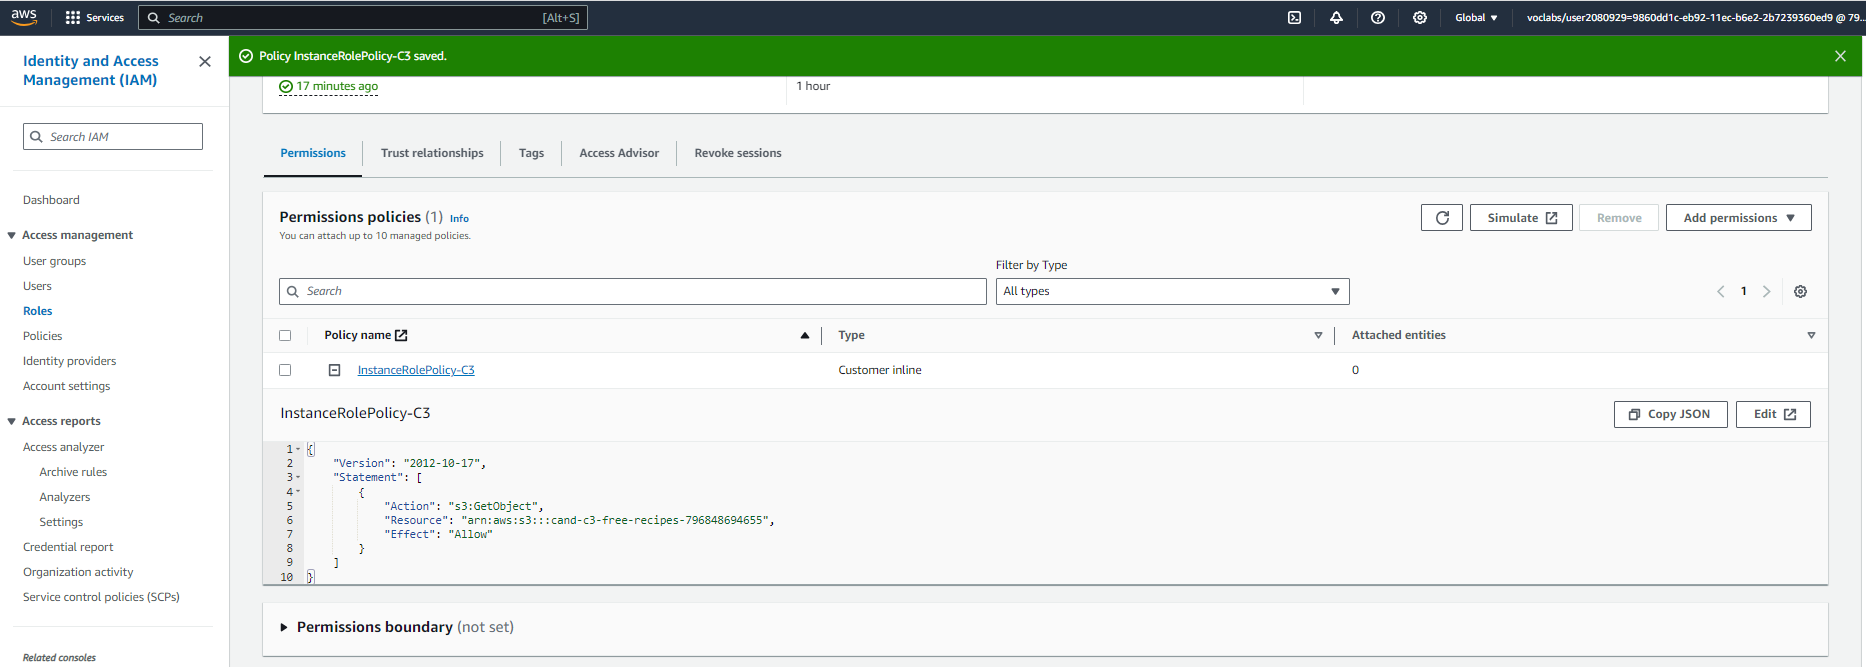 aws
Services
Search
[Alt+S]
Global
voclabs/user2080929=9860dd1c-eb92-11ec-b6e2-2b7239360ed9 @ 79...
Identity and Access
Management (IAM)
Policy InstanceRolePolicy-C3 saved.
17 minutes ago
1 hour
Search IAM
Permissions
Trust relationships
Tags
Access Advisor
Revoke sessions
Dashboard
Access management
User groups
Users
Roles
Policies
Identity providers
Account settings
Access reports
Access analyzer
Archive rules
Analyzers
Settings
Credential report
Organization activity
Service control policies (SCPs)
Related consoles
Permissions policies (1) Info
You can attach up to 10 managed policies.
Simulate
Remove
Add permissions
Filter by Type
Search
All types
1
Policy name
Type
Attached entities
InstanceRolePolicy-C3
Customer inline
0
InstanceRolePolicy-C3
Copy JSON
Edit
1 {
2 "Version": "2012-10-17",
3 "Statement": [
4 {
5 "Action": "s3:GetObject",
6 "Resource": "arn:aws:s3:::cand-c3-free-recipes-796848694655",
7 "Effect": "Allow"
8 }
9 ]
10 }
Permissions boundary (not set)